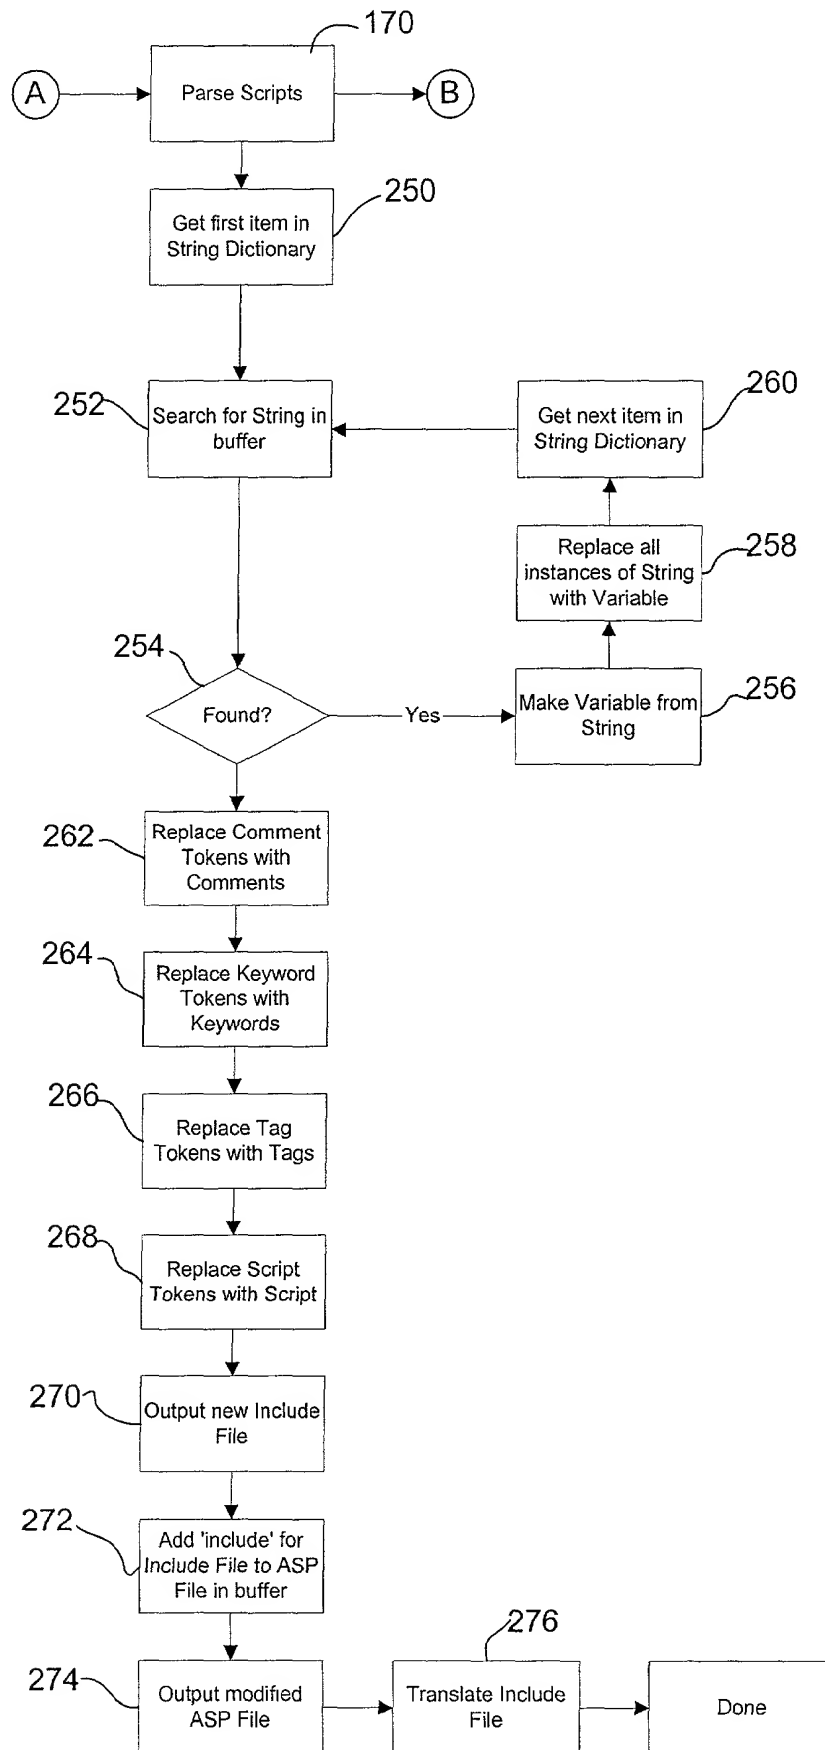 170
A
Parse Scripts
B
250
Get first item in
String Dictionary
252
Search for String in
buffer
260
Get next item in
String Dictionary
258
Replace all
instances of String
with Variable
254
Found?
Yes
256
Make Variable from
String
262
Replace Comment
Tokens with
Comments
264
Replace Keyword
Tokens with
Keywords
266
Replace Tag
Tokens with Tags
268
Replace Script
Tokens with Script
270
Output new Include
File
272
Add 'include' for
Include File to ASP
File in buffer
274
Output modified
ASP File
276
Translate Include
File
Done